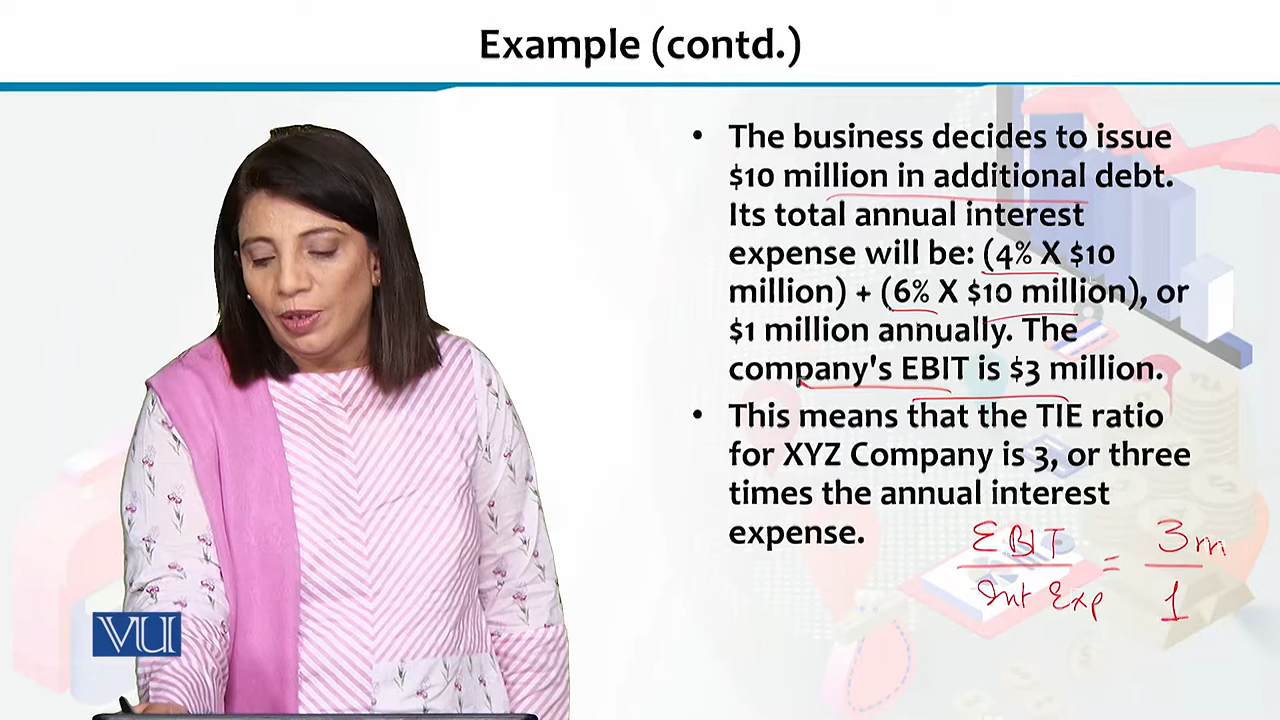 Example (contd.)
• The business decides to issue
$10 million in additional debt.
Its total annual interest
expense will be: (4% X $10
million) + (6% X $10 million), or
$1 million annually. The
company's EBIT is $3 million.
• This means that the TIE ratio
for XYZ Company is 3, or three
times the annual interest
expense.
EBIT
Int Exp
=
3m
1
VU